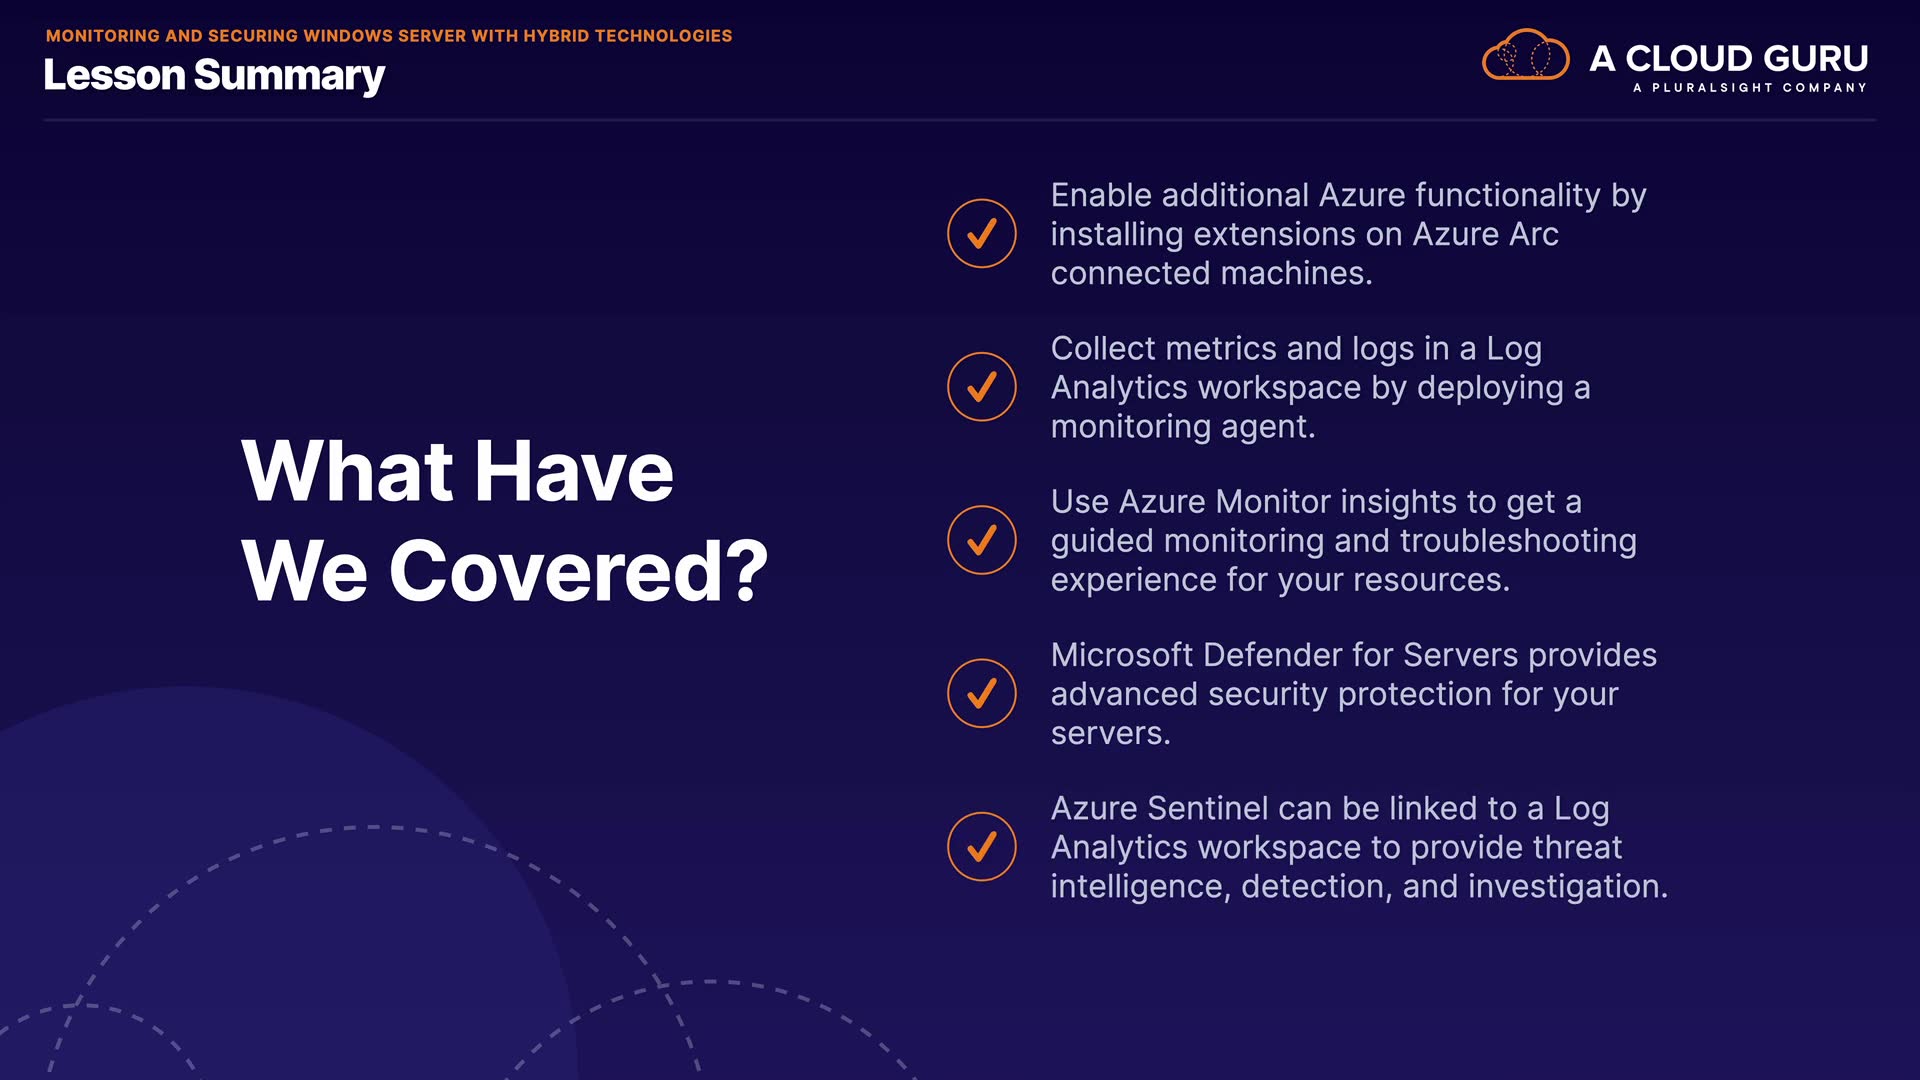 MONITORING AND SECURING WINDOWS SERVER WITH HYBRID TECHNOLOGIES
Lesson Summary
A CLOUD GURU
A PLURALSIGHT COMPANY
What Have
We Covered?
Enable additional Azure functionality by
installing extensions on Azure Arc
connected machines.
Collect metrics and logs in a Log
Analytics workspace by deploying a
monitoring agent.
Use Azure Monitor insights to get a
guided monitoring and troubleshooting
experience for your resources.
Microsoft Defender for Servers provides
advanced security protection for your
servers.
Azure Sentinel can be linked to a Log
Analytics workspace to provide threat
intelligence, detection, and investigation.